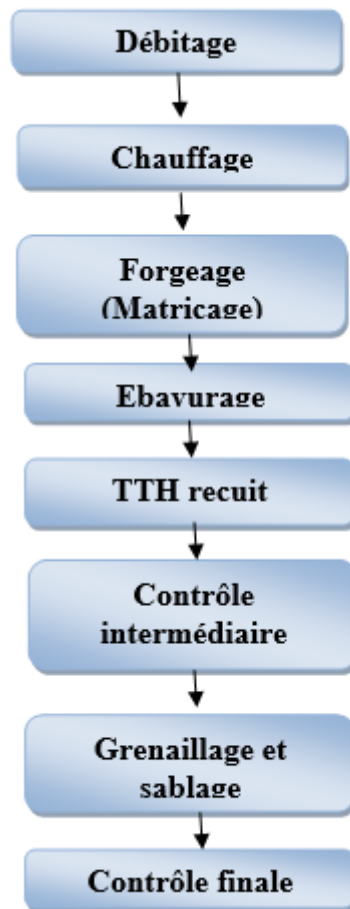 Débitage
Chauffage
Forgeage
(Matricage)
Ebavurage
TTH recuit
Contrôle
intermédiaire
Grenaillage et
sablage
Contrôle finale